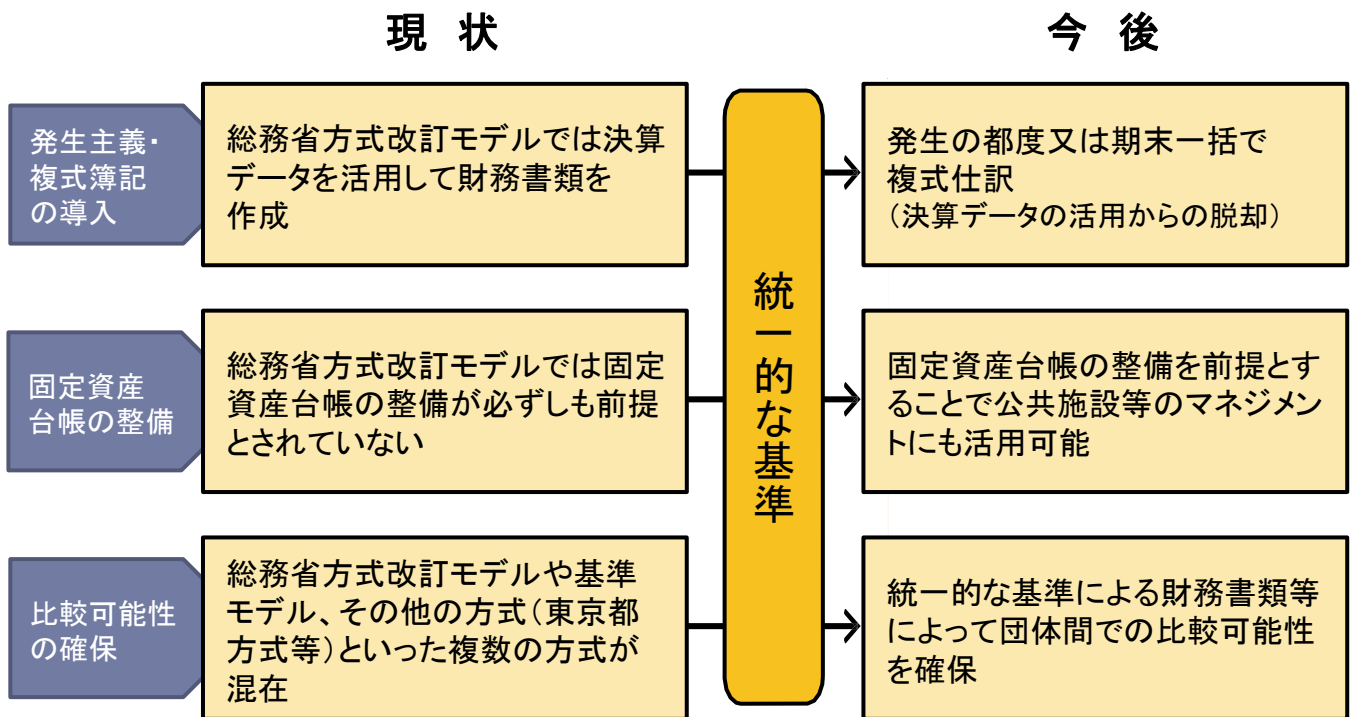 現 状
今 後
発生主義・
複式簿記
の導入
総務省方式改訂モデルでは決算
データを活用して財務書類を
作成
発生の都度又は期末一括で
複式仕訳
（決算データの活用からの脱却）
統一的な基準
固定資産
台帳の整備
総務省方式改訂モデルでは固定
資産台帳の整備が必ずしも前提
とされていない
固定資産台帳の整備を前提とす
ることで公共施設等のマネジメン
トにも活用可能
比較可能性
の確保
総務省方式改訂モデルや基準
モデル、その他の方式（東京都
方式等）といった複数の方式が
混在
統一的な基準による財務書類等
によって団体間での比較可能性
を確保